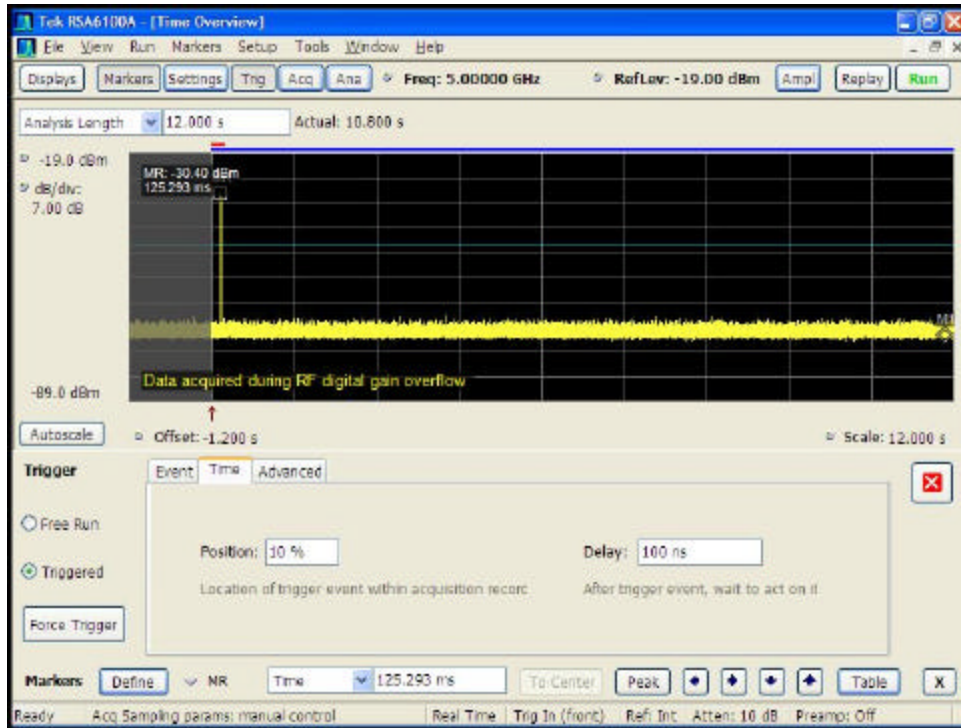 Tek RSA6100A - [Time Overview]
File View Run Markers Setup Tools Window Help
Displays Markers Settings Trig Acq Ana Freq: 5.00000 GHz RefLev: -19.00 dBm Ampl Replay Run
Analysis Length 12.000 s Actual: 10.800 s
-19.0 dBm
dB/div:
7.00 dB
MR: -30.40 dBm
125.293 ms
M1
Data acquired during RF digital gain overflow
-89.0 dBm
Autoscale Offset: -1.200 s Scale: 12.000 s
Trigger Event Time Advanced
Free Run
Triggered
Force Trigger
Position: 10 % Delay: 100 ns
Location of trigger event within acquisition record After trigger event, wait to act on it
Markers Define MR Time 125.293 ms To Center Peak Table X
Ready Acq Sampling params: manual control Real Time Trig In (front) Ref: Int Atten: 10 dB Preamp: Off